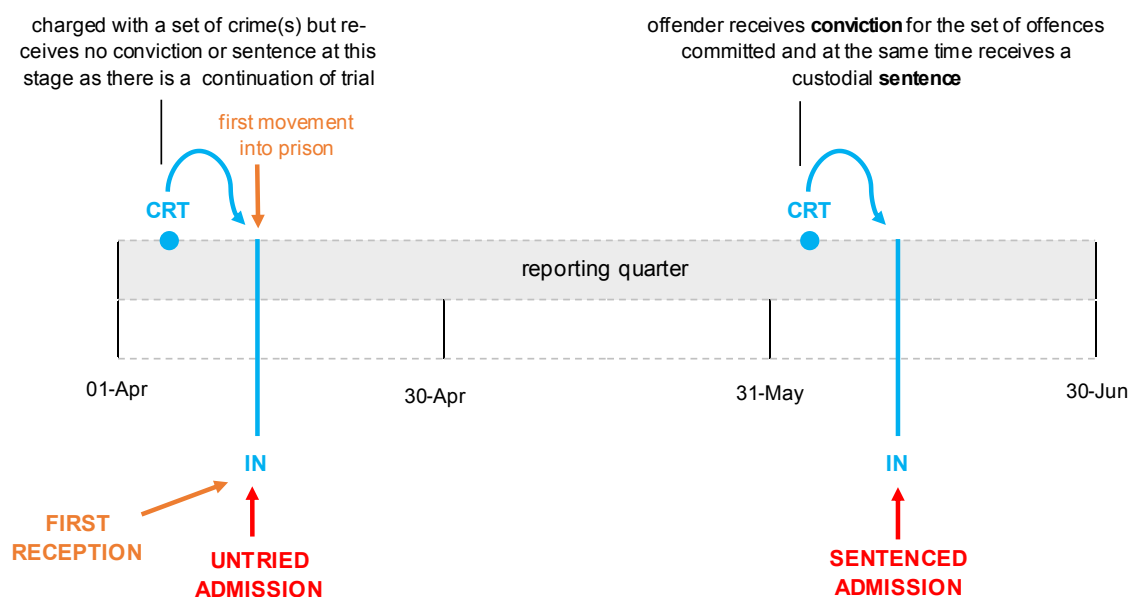 charged with a set of crime(s) but re-
ceives no conviction or sentence at this
stage as there is a continuation of trial
offender receives conviction for the set of offences
committed and at the same time receives a
custodial sentence
first movement
into prison
CRT
CRT
reporting quarter
01-Apr
30-Apr
31-May
30-Jun
IN
IN
FIRST
RECEPTION
UNTRIED
ADMISSION
SENTENCED
ADMISSION